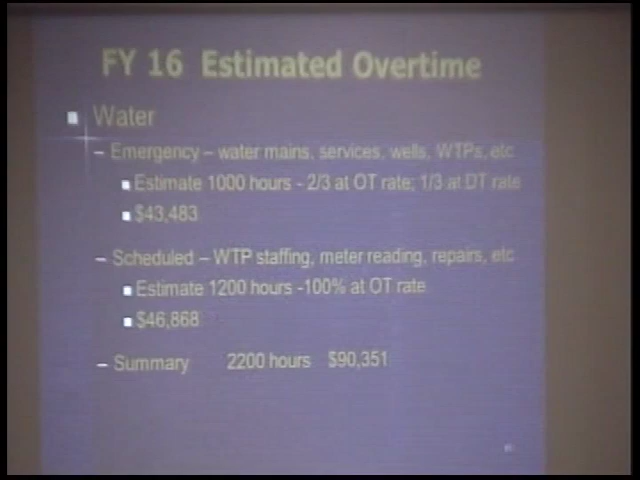 FY 16 Estimated Overtime
Water
– Emergency – water mains, services, wells, WTPs, etc
Estimate 1000 hours - 2/3 at OT rate; 1/3 at DT rate
$43,483
– Scheduled – WTP staffing, meter reading, repairs, etc
Estimate 1200 hours -100% at OT rate
$46,868
– Summary 2200 hours $90,351